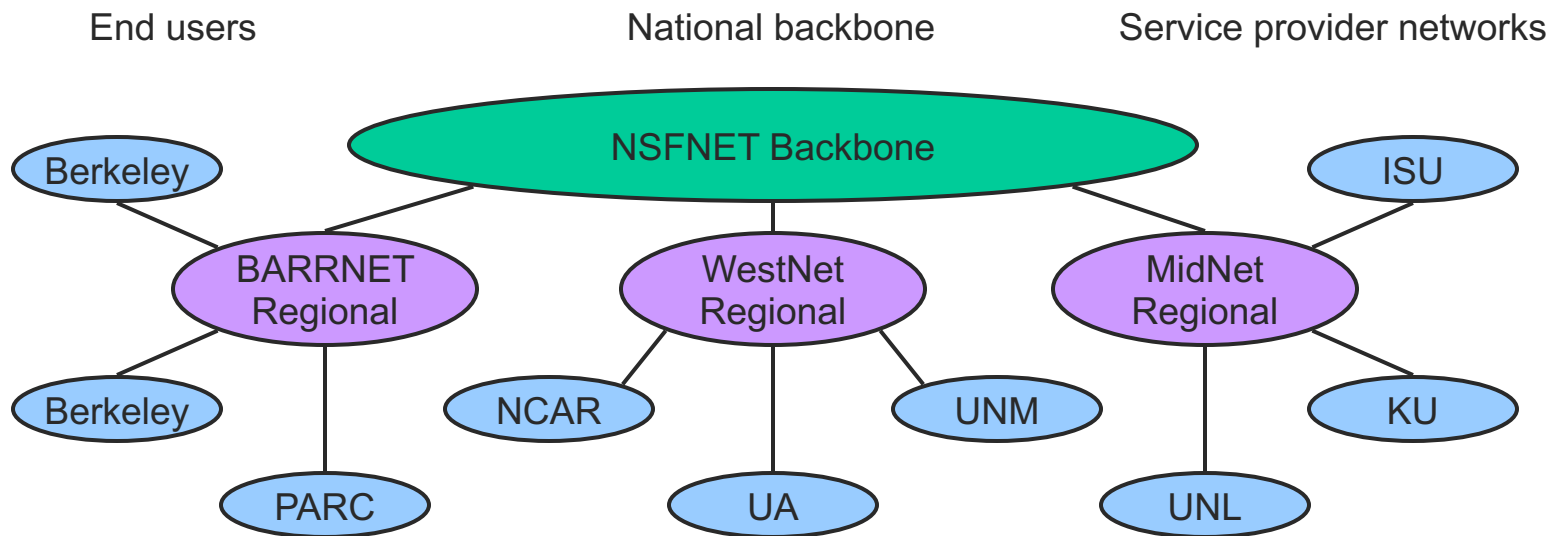 End users
National backbone
Service provider networks
NSFNET Backbone
Berkeley
ISU
BARRNET
Regional
WestNet
Regional
MidNet
Regional
Berkeley
NCAR
UNM
KU
PARC
UA
UNL